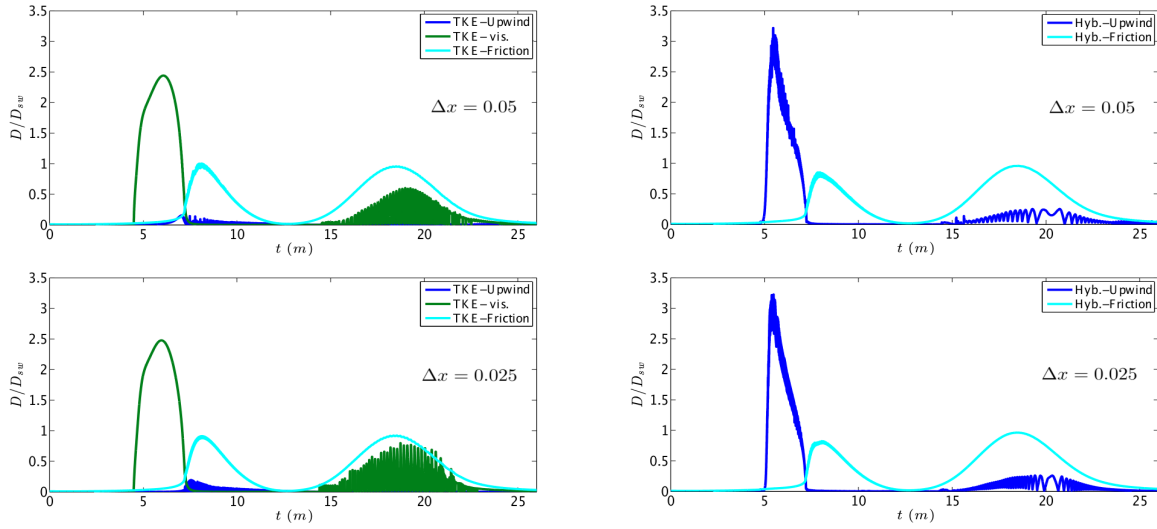 3.5
3
2.5
2
1.5
1
0.5
0
D/D_sw
TKE−Upwind
TKE−vis.
TKE−Friction
Δx = 0.05
0 5 10 15 20 25
t (m)
3.5
3
2.5
2
1.5
1
0.5
0
D/D_sw
Hyb.−Upwind
Hyb.−Friction
Δx = 0.05
0 5 10 15 20 25
t (m)
3.5
3
2.5
2
1.5
1
0.5
0
D/D_sw
TKE−Upwind
TKE−vis.
TKE−Friction
Δx = 0.025
0 5 10 15 20 25
t (m)
3.5
3
2.5
2
1.5
1
0.5
0
D/D_sw
Hyb.−Upwind
Hyb.−Friction
Δx = 0.025
0 5 10 15 20 25
t (m)